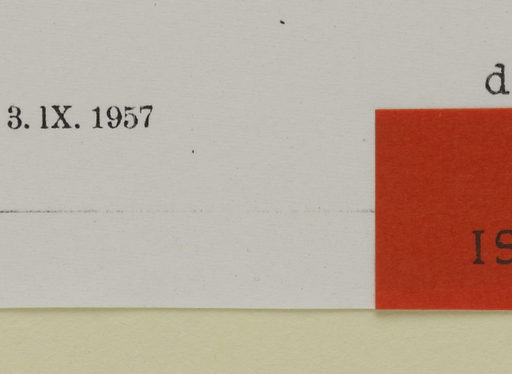 d
3. IX. 1957
IS